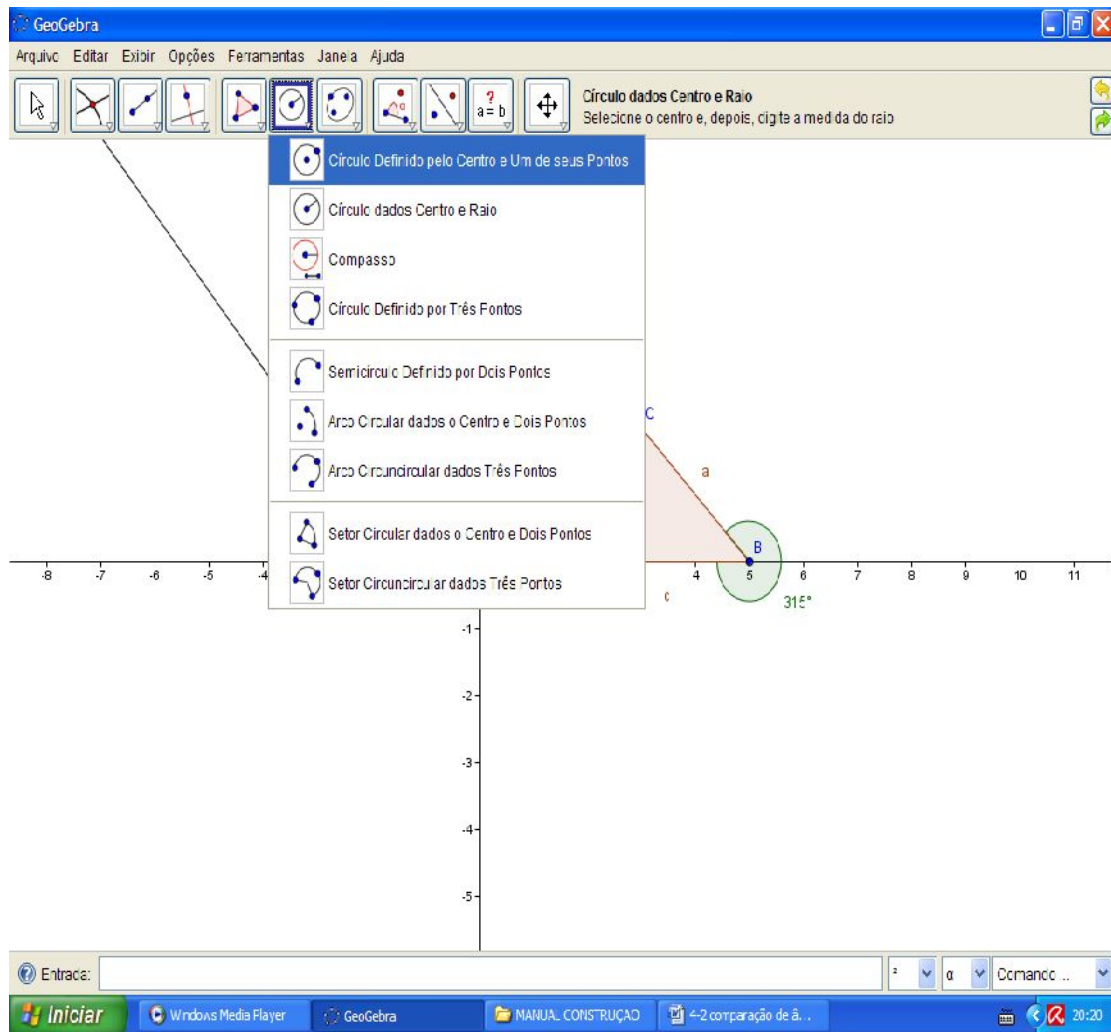 GeoGebra
Arquivo Editar Exibir Opções Ferramentas Janela Ajuda
? a = b
Círculo dados Centro e Raio
Selecione o centro e, depois, digite a medida do raio
Círculo Definido pelo Centro e Um de seus Pontos
Círculo dados Centro e Raio
Compasso
Círculo Definido por Três Pontos
Semicírculo Definido por Dois Pontos
Arco Circular dados o Centro e Dois Pontos
Arco Circuncircular dados Três Pontos
Setor Circular dados o Centro e Dois Pontos
Setor Circuncircular dados Três Pontos
C
a
B
-8 -7 -6 -5 -4 4 5 6 7 8 9 10 11
c
315°
-1
-2
-3
-4
-5
Entrada: ² α Comando ...
Iniciar Windows Media Player GeoGebra MANUAL CONSTRUÇAO 4-2 comparação de â... 20:20